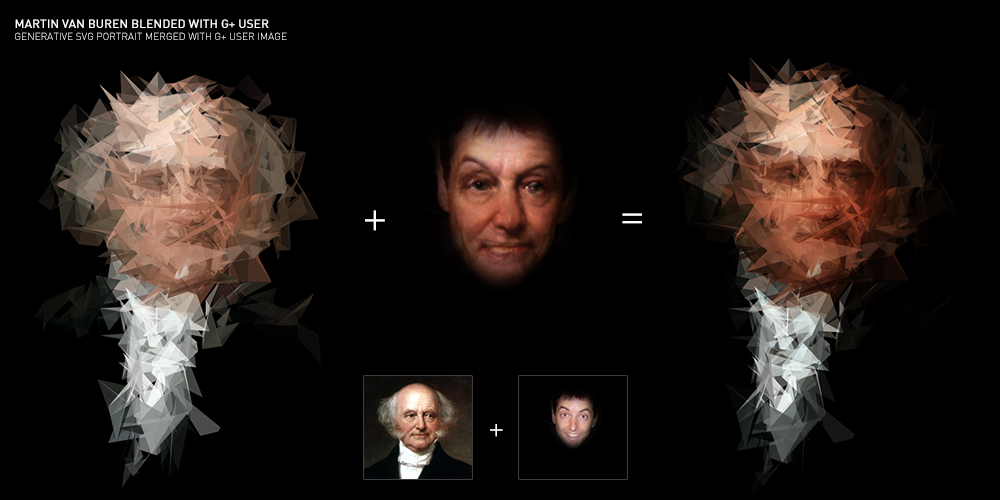 MARTIN VAN BUREN BLENDED WITH G+ USER
GENERATIVE SVG PORTRAIT MERGED WITH G+ USER IMAGE
+
=
+